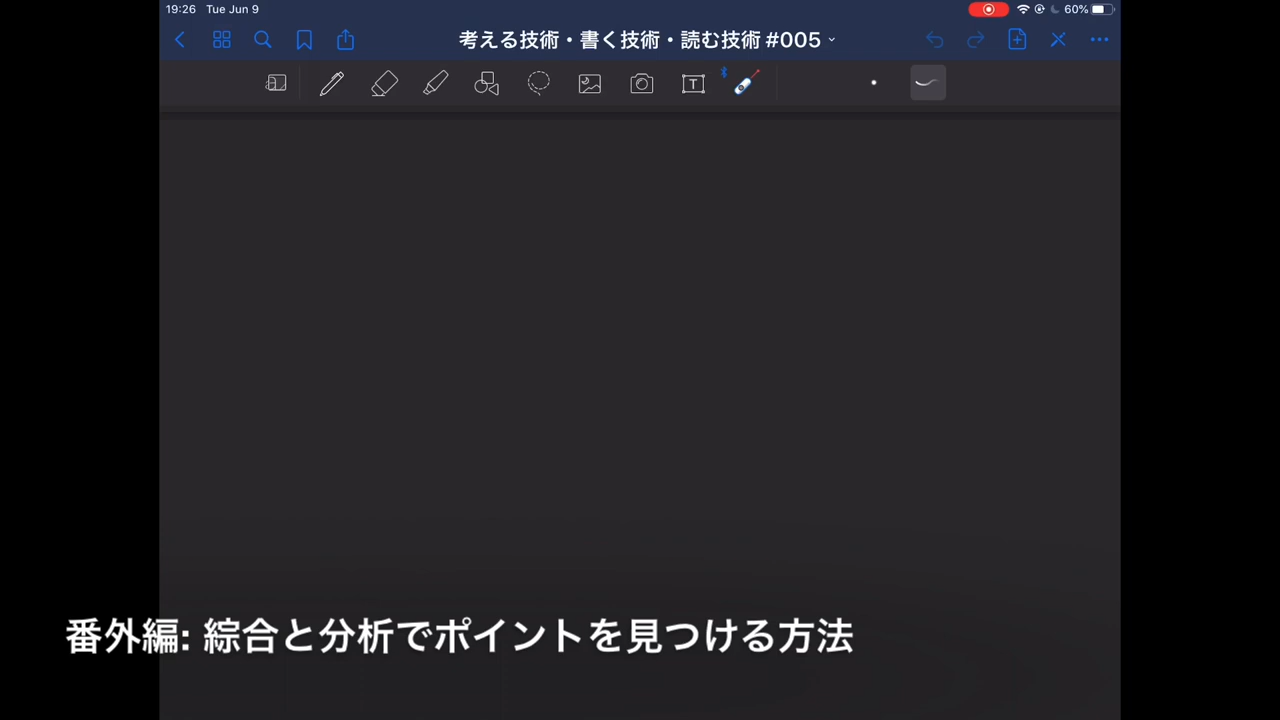 19:26 Tue Jun 9
60%
考える技術・書く技術・読む技術 #005
T
番外編: 綜合と分析でポイントを見つける方法